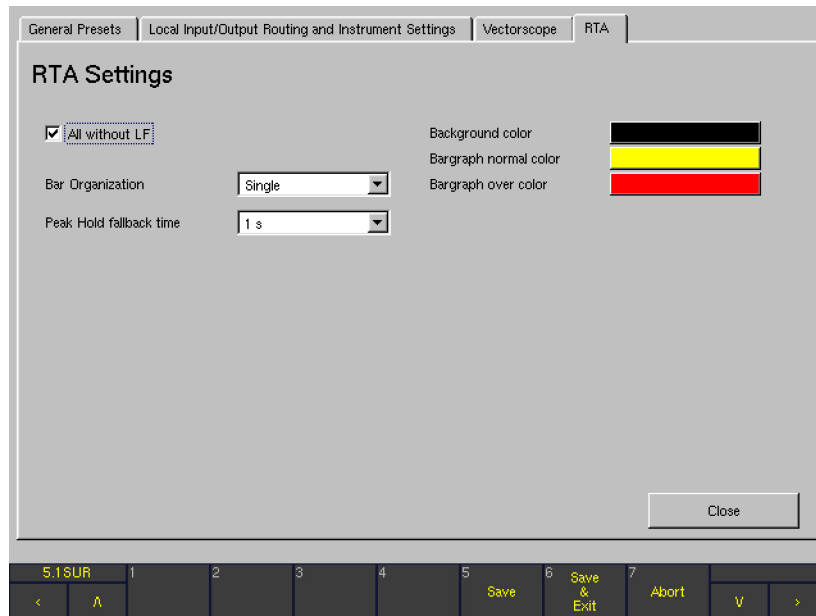 General Presets
Local Input/Output Routing and Instrument Settings
Vectorscope
RTA
RTA Settings
All without LF
Bar Organization
Single
Peak Hold fallback time
1 s
Background color
Bargraph normal color
Bargraph over color
Close
5.1SUR
< Λ
1
2
3
4
5
Save
6
Save
&
Exit
7
Abort
V >